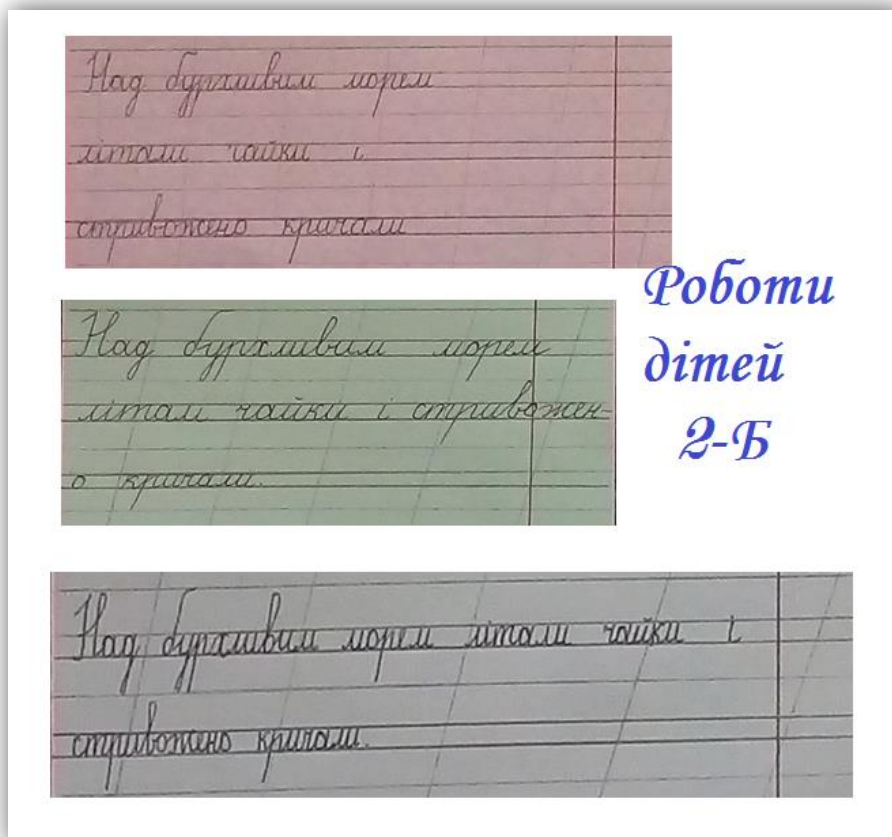 Над бурхливим морем
літали чайки і
стривожено кричали
Роботи
дітей
2-Б
Над бурхливим морем
літали чайки і стривожен-
о кричали.
Над бурхливим морем літали чайки і
стривожено кричали.